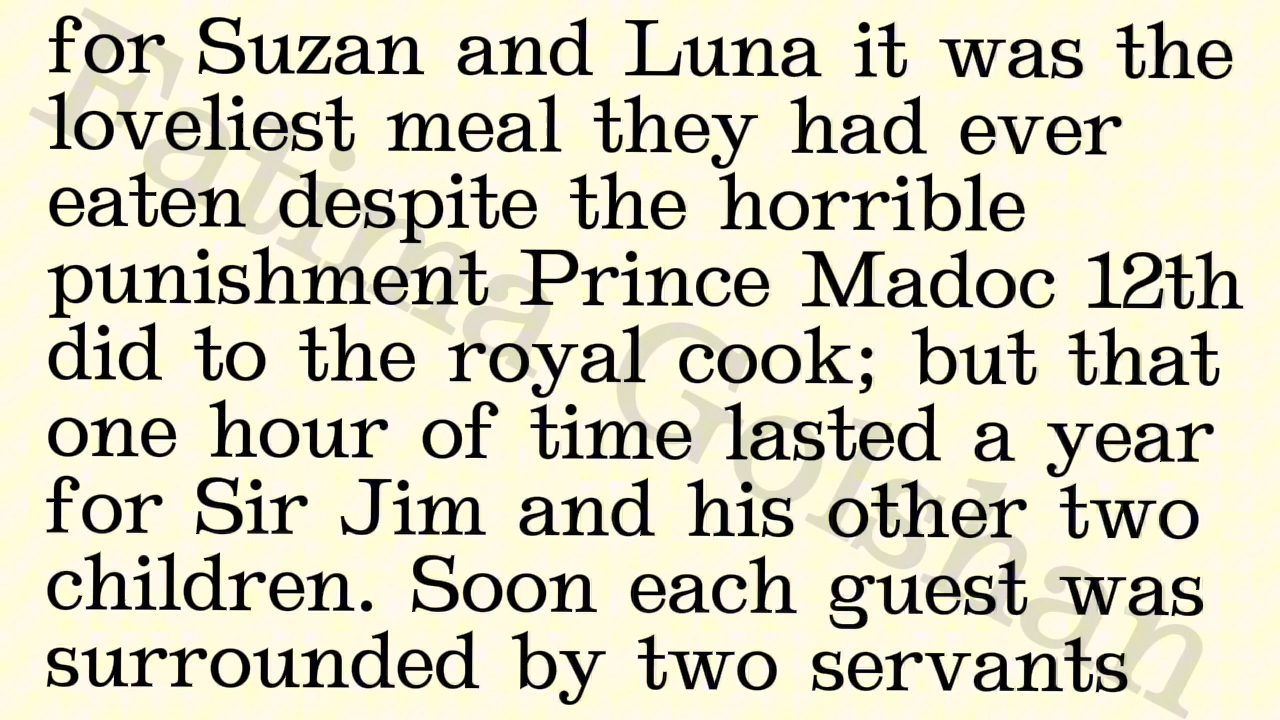 for Suzan and Luna it was the
loveliest meal they had ever
eaten despite the horrible
punishment Prince Madoc 12th
did to the royal cook; but that
one hour of time lasted a year
for Sir Jim and his other two
children. Soon each guest was
surrounded by two servants
Fatima Golshan